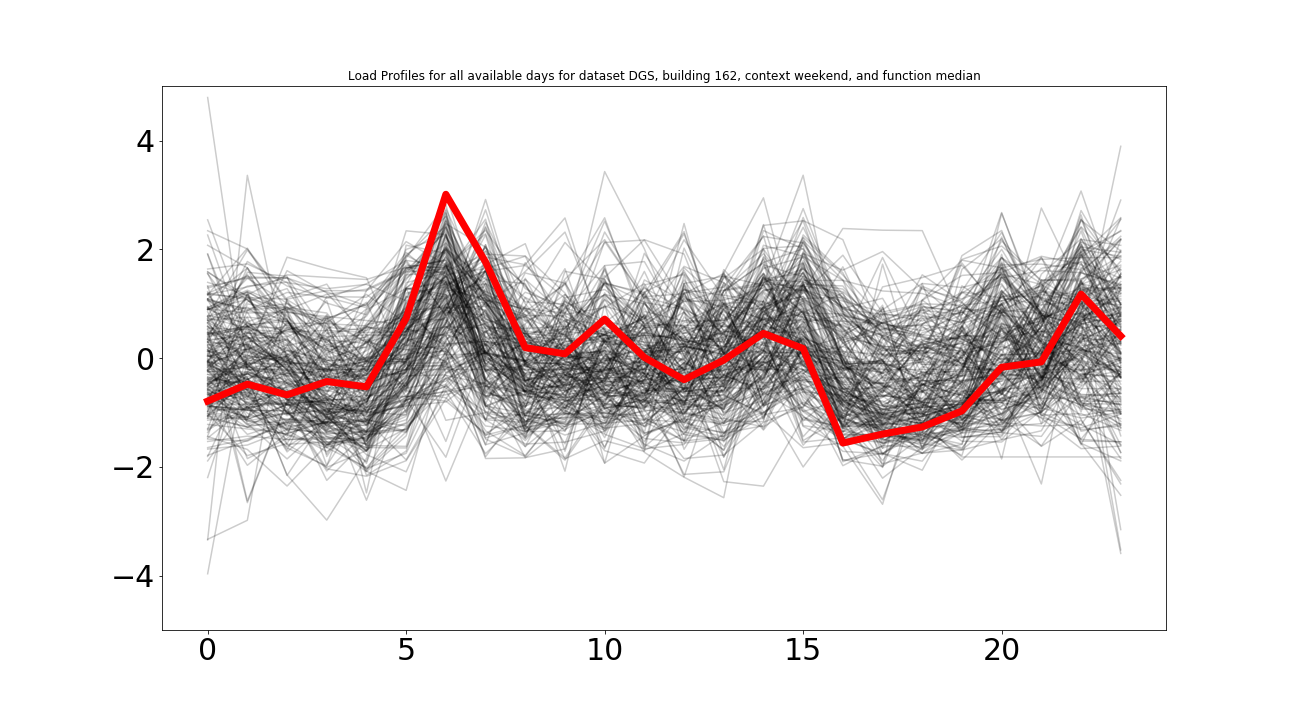 Load Profiles for all available days for dataset DGS, building 162, context weekend, and function median
4
2
0
−2
−4
0 5 10 15 20